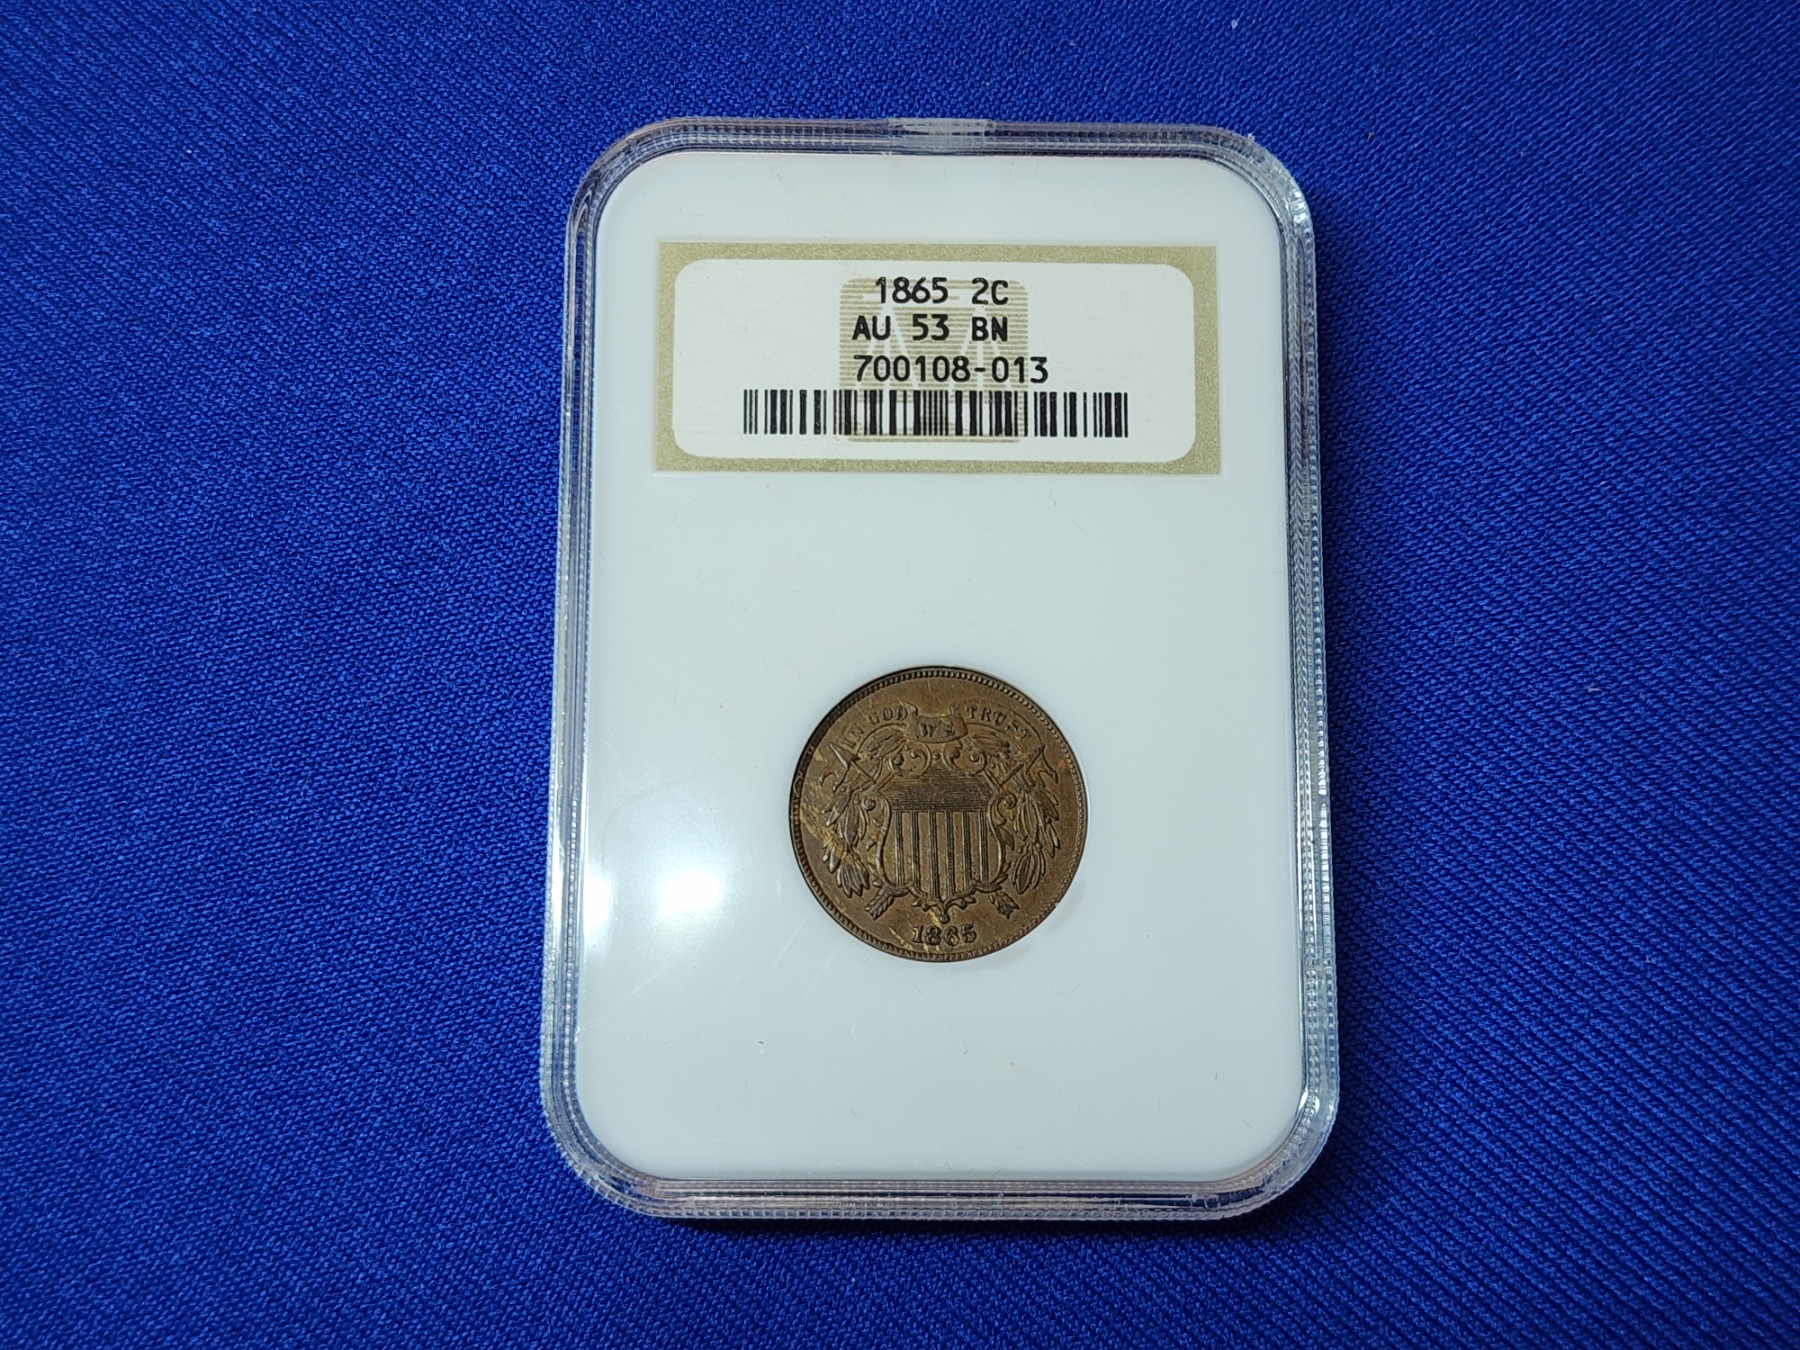 1865 2C
AU 53 BN
700108-013
IN GOD WE TRUST
1865